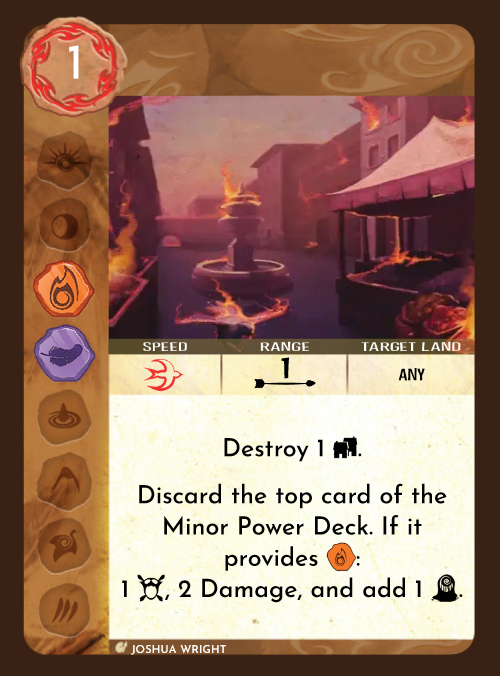 1
SPEED RANGE TARGET LAND
1 ANY
Destroy 1 .
Discard the top card of the
Minor Power Deck. If it
provides :
1 , 2 Damage, and add 1 .
JOSHUA WRIGHT